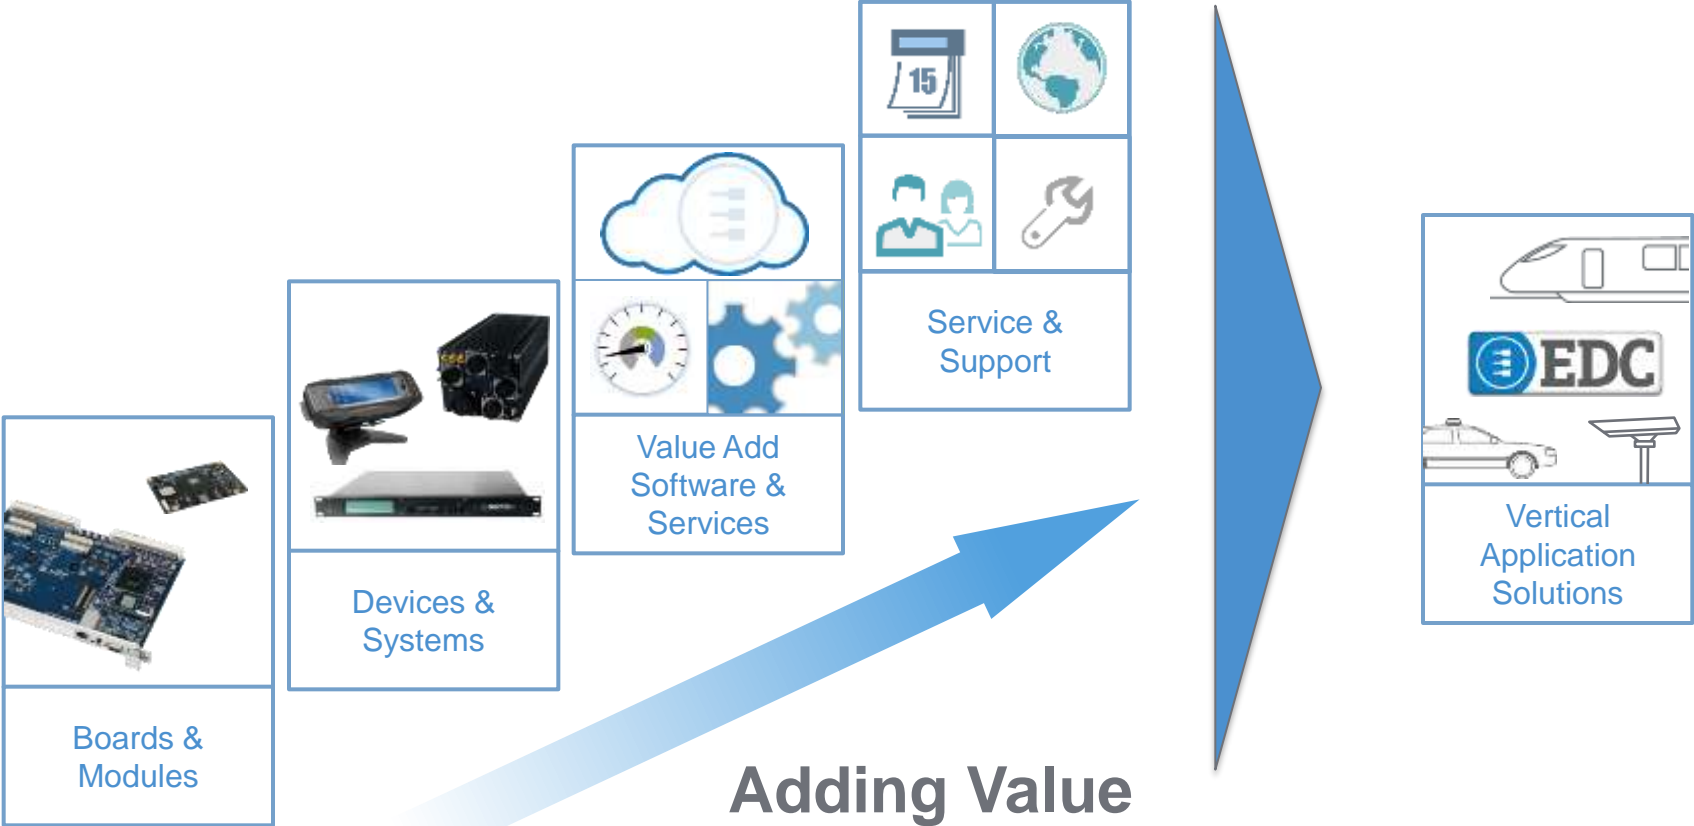 15
Service &
Support
EDC
Value Add
Software &
Services
Vertical
Application
Solutions
Devices &
Systems
Boards &
Modules
Adding Value